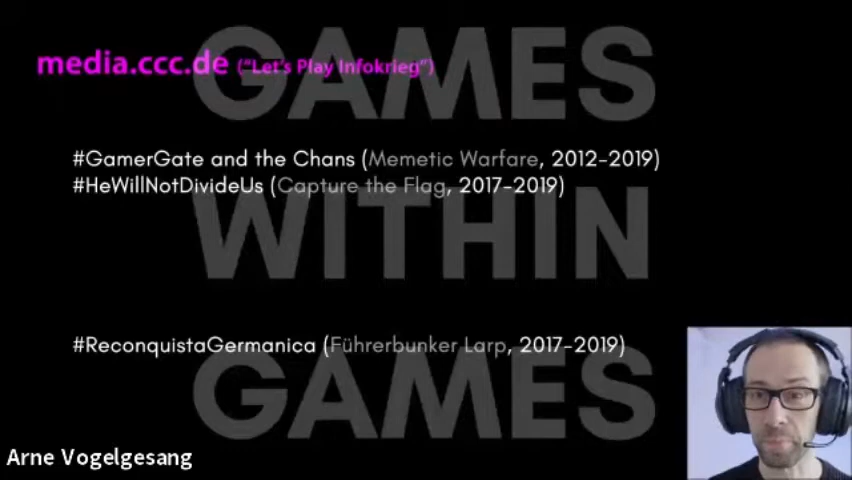 GAMES
media.ccc.de ("Let's Play Infokrieg")
#GamerGate and the Chans (Memetic Warfare, 2012-2019)
#HeWillNotDivideUs (Capture the Flag, 2017-2019)
WITHIN
#ReconquistaGermanica (Führerbunker Larp, 2017-2019)
GAMES
Arne Vogelgesang